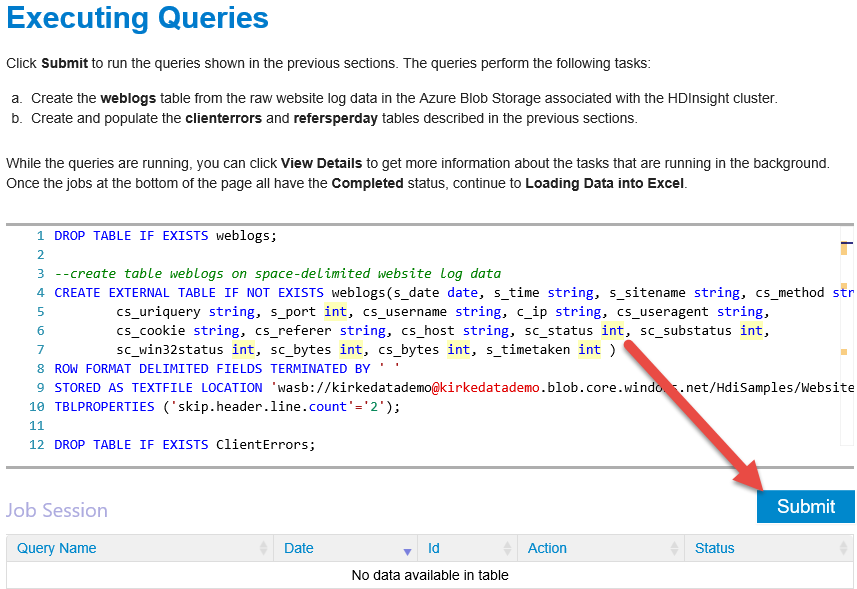 Executing Queries
Click Submit to run the queries shown in the previous sections. The queries perform the following tasks:
a. Create the weblogs table from the raw website log data in the Azure Blob Storage associated with the HDInsight cluster.
b. Create and populate the clienterrors and refersperday tables described in the previous sections.
While the queries are running, you can click View Details to get more information about the tasks that are running in the background.
Once the jobs at the bottom of the page all have the Completed status, continue to Loading Data into Excel.
1 DROP TABLE IF EXISTS weblogs;
2
3 --create table weblogs on space-delimited website log data
4 CREATE EXTERNAL TABLE IF NOT EXISTS weblogs(s_date date, s_time string, s_sitename string, cs_method str
5 cs_uriquery string, s_port int, cs_username string, c_ip string, cs_useragent string,
6 cs_cookie string, cs_referer string, cs_host string, sc_status int, sc_substatus int,
7 sc_win32status int, sc_bytes int, cs_bytes int, s_timetaken int )
8 ROW FORMAT DELIMITED FIELDS TERMINATED BY ' '
9 STORED AS TEXTFILE LOCATION 'wasb://kirkedatademo@kirkedatademo.blob.core.windows.net/HdiSamples/Website
10 TBLPROPERTIES ('skip.header.line.count'='2');
11
12 DROP TABLE IF EXISTS ClientErrors;
Job Session
Submit
Query Name Date Id Action Status
No data available in table